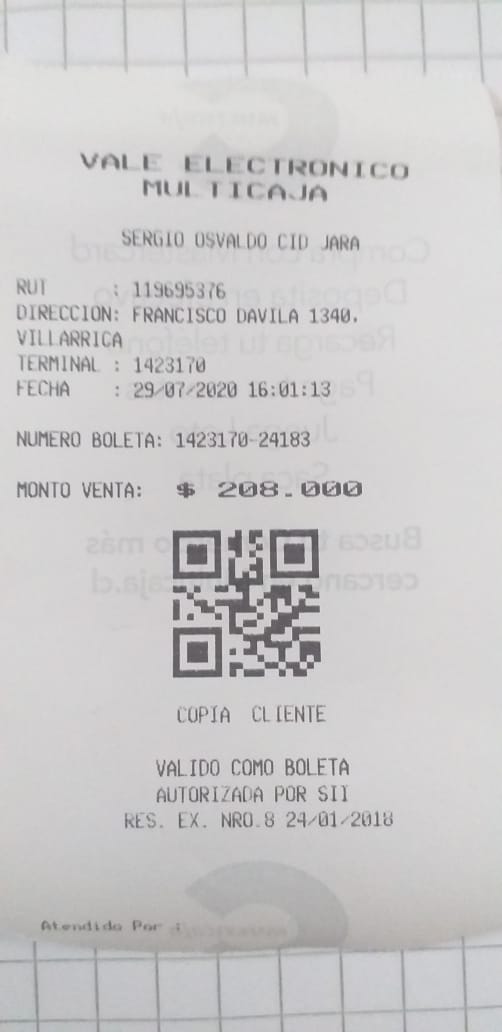 VALE ELECTRONICO
MULTICAJA
SERGIO OSVALDO CID JARA
RUT : 119695376
DIRECCION: FRANCISCO DAVILA 1340.
VILLARRICA
TERMINAL : 1423170
FECHA : 29/07/2020 16:01:13
NUMERO BOLETA: 1423170-24183
MONTO VENTA: $ 208.000
COPIA CLIENTE
VALIDO COMO BOLETA
AUTORIZADA POR SII
RES. EX. NRO.8 24/01/2018
Atendido Por :